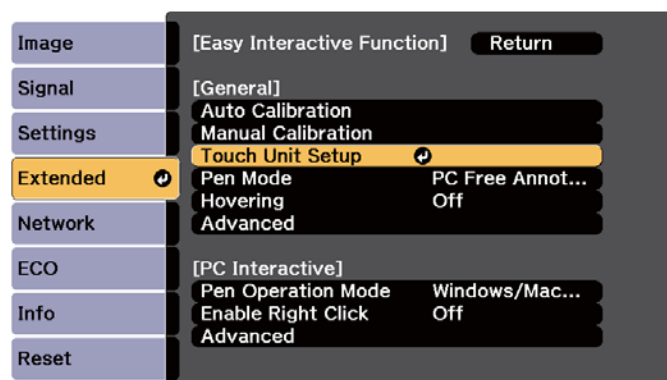 Image
Signal
Settings
Extended
Network
ECO
Info
Reset
[Easy Interactive Function] Return
[General]
Auto Calibration
Manual Calibration
Touch Unit Setup
Pen Mode PC Free Annot...
Hovering Off
Advanced
[PC Interactive]
Pen Operation Mode Windows/Mac...
Enable Right Click Off
Advanced